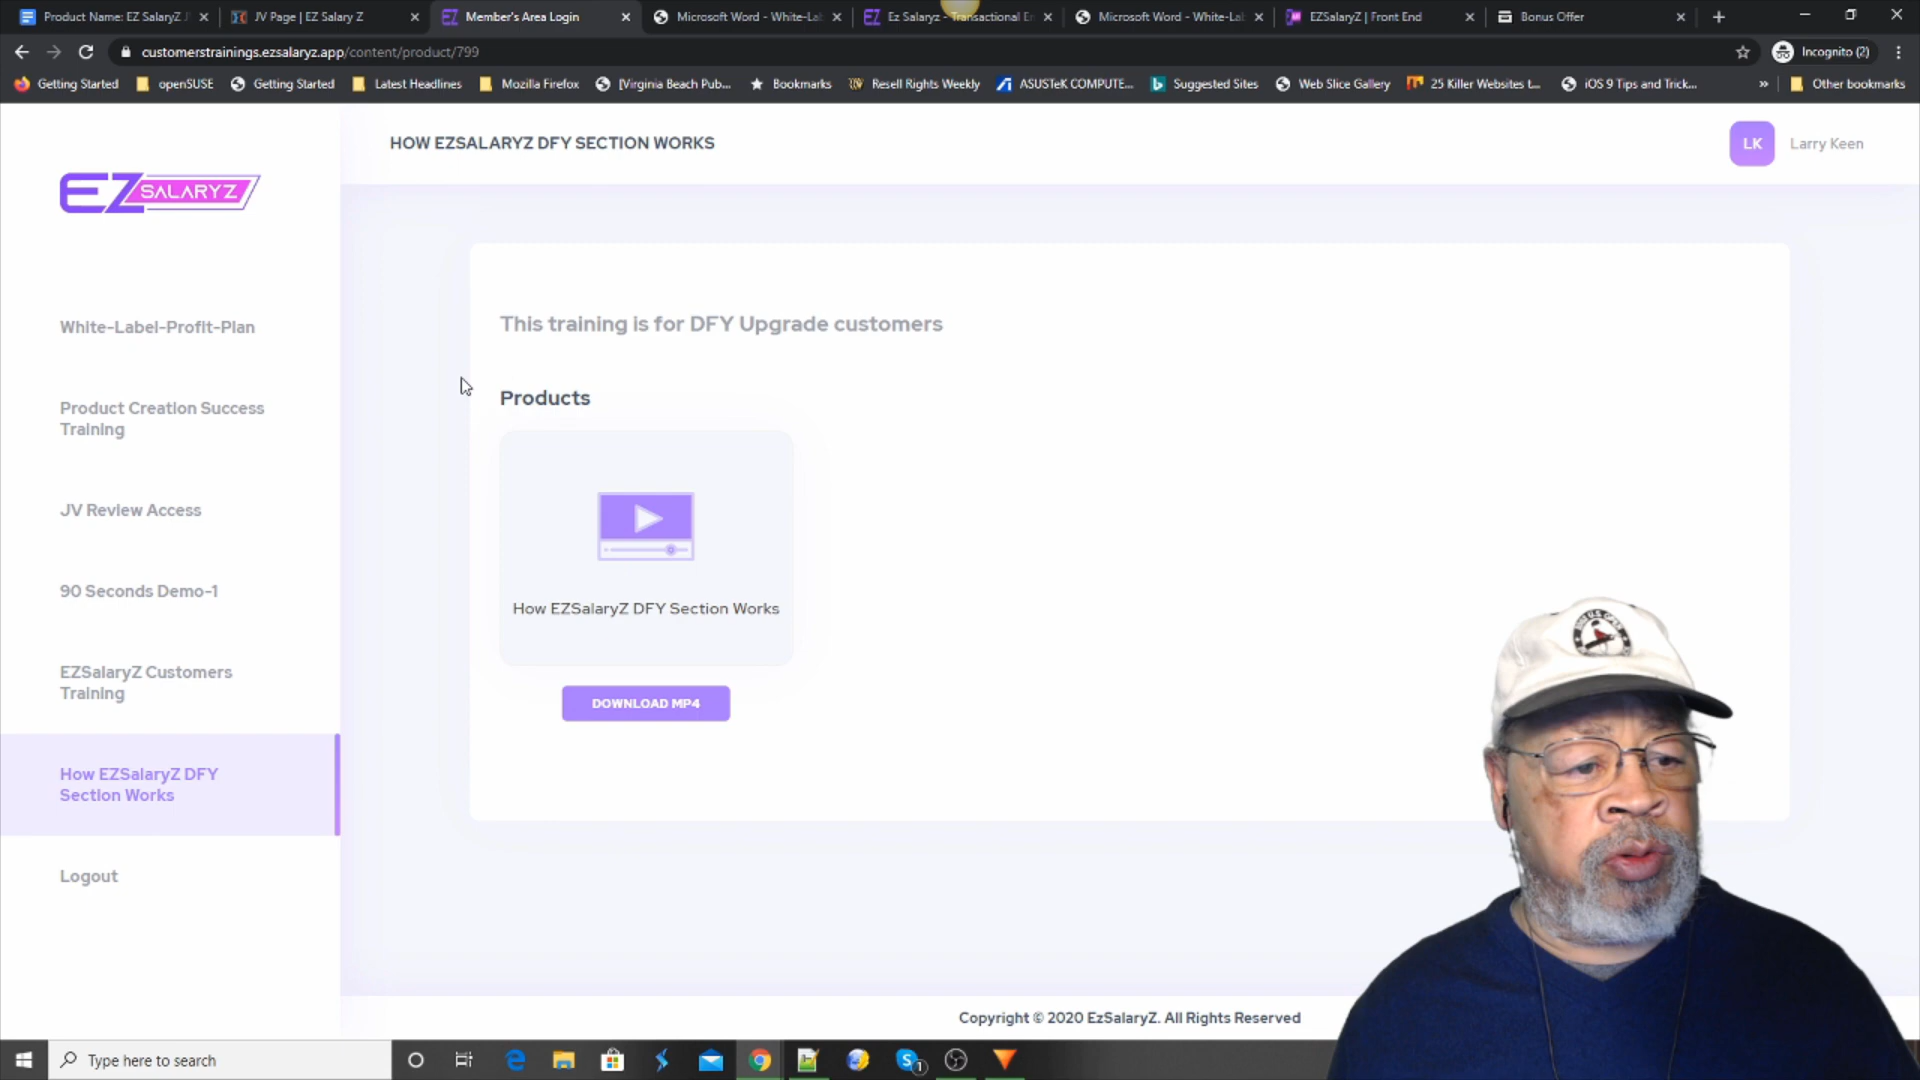 Product Name: EZ SalaryZ J
JV Page | EZ Salary Z
Member's Area Login
Microsoft Word - White-Lal
Ez Salaryz - Transactional Er
Microsoft Word - White-Lal
EZSalaryZ | Front End
Bonus Offer
customerstrainings.ezsalaryz.app/content/product/799
Incognito (2)
Getting Started
openSUSE
Getting Started
Latest Headlines
Mozilla Firefox
[Virginia Beach Pub...
Bookmarks
Resell Rights Weekly
ASUSTeK COMPUTE...
Suggested Sites
Web Slice Gallery
25 Killer Websites t...
iOS 9 Tips and Trick...
»
Other bookmarks
EZ SALARYZ
HOW EZSALARYZ DFY SECTION WORKS
LK
Larry Keen
White-Label-Profit-Plan
Product Creation Success
Training
JV Review Access
90 Seconds Demo-1
EZSalaryZ Customers
Training
How EZSalaryZ DFY
Section Works
Logout
This training is for DFY Upgrade customers
Products
How EZSalaryZ DFY Section Works
DOWNLOAD MP4
Copyright © 2020 EzSalaryZ. All Rights Reserved
Type here to search
1